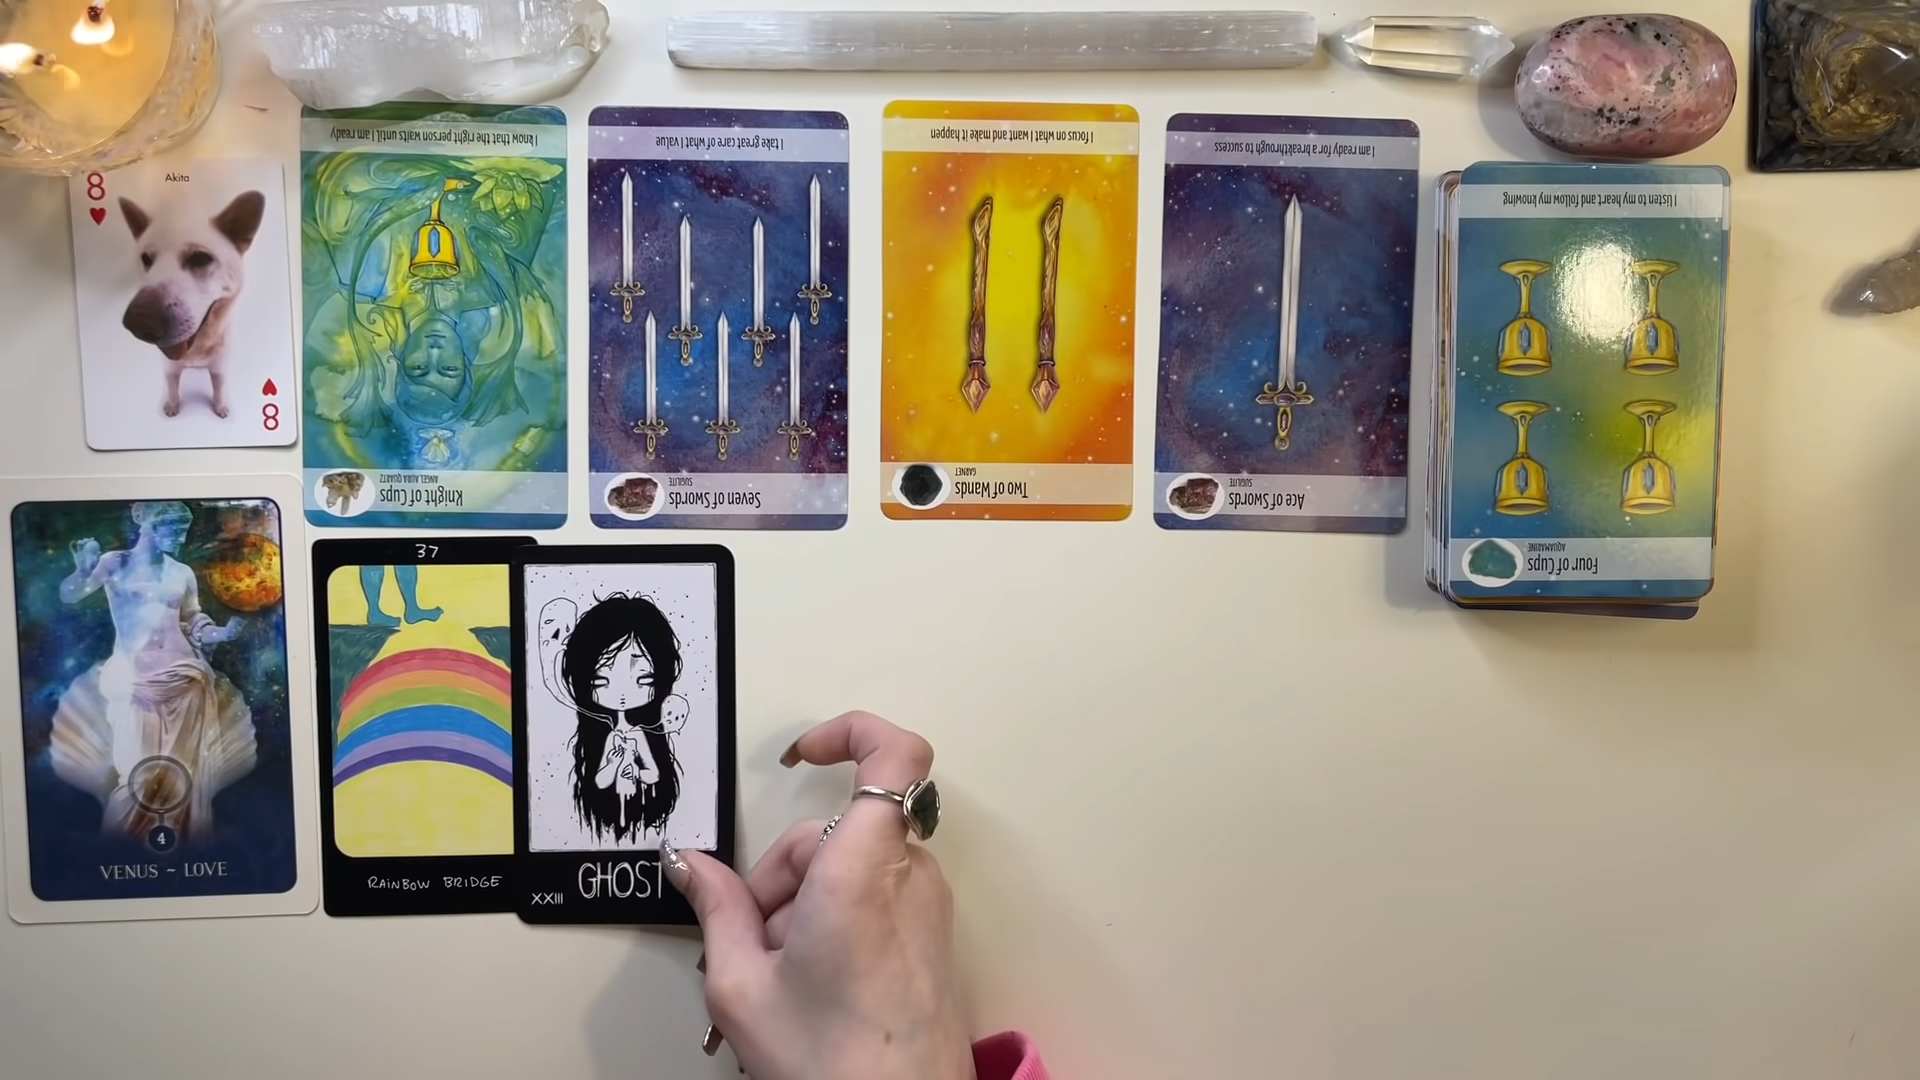 8
Akita
8
I know that the right person waits until I am ready
Knight of Cups
ANGEL AURA QUARTZ
I take great care of what I value
Seven of Swords
SUGILITE
I focus on what I want and make it happen
Two of Wands
GARNET
I am ready for a breakthrough to success
Ace of Swords
SUGILITE
I listen to my heart and follow my knowing
Four of Cups
AQUAMARINE
4
VENUS ~ LOVE
37
RAINBOW BRIDGE
XXIII
GHOST